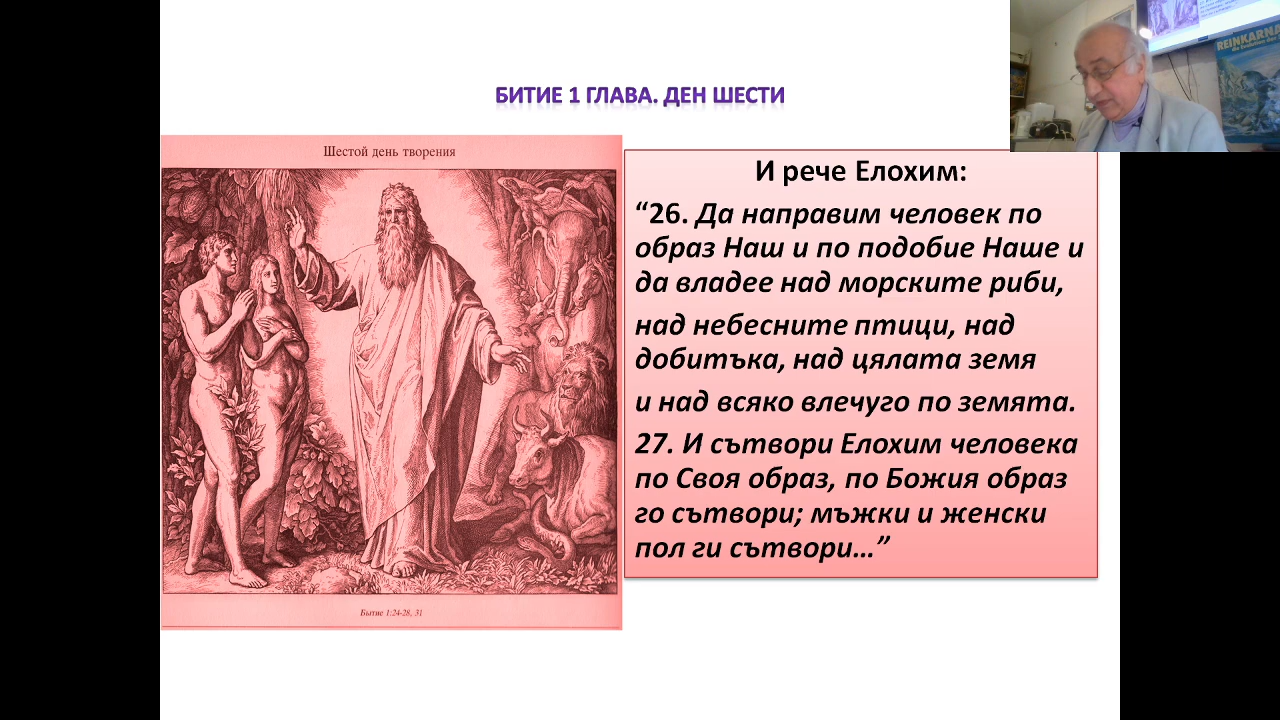 БИТИЕ 1 ГЛАВА. ДЕН ШЕСТИ
Шестой день творения
Бытие 1:24-28, 31
И рече Елохим:
“26. Да направим человек по
образ Наш и по подобие Наше и
да владее над морските риби,
над небесните птици, над
добитъка, над цялата земя
и над всяко влечуго по земята.
27. И сътвори Елохим человека
по Своя образ, по Божия образ
го сътвори; мъжки и женски
пол ги сътвори...”